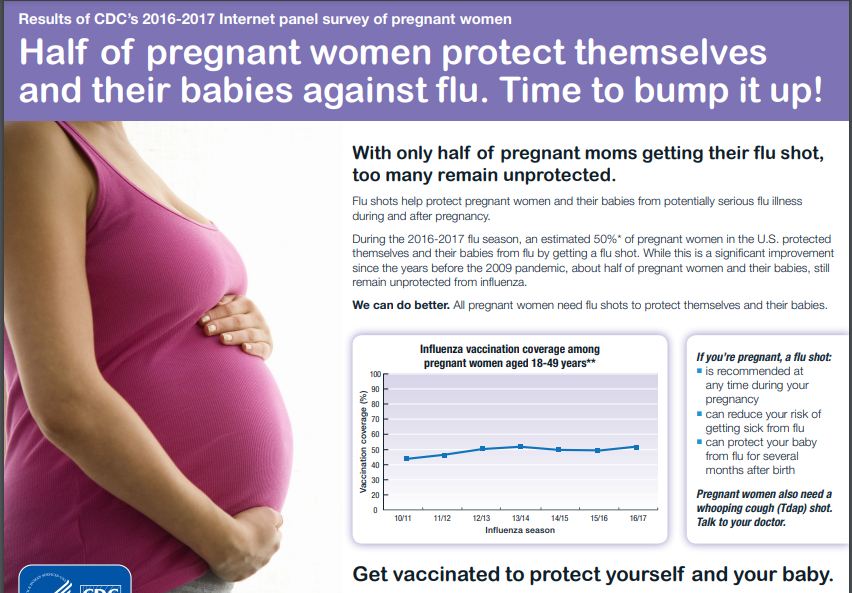 Results of CDC's 2016-2017 Internet panel survey of pregnant women
Half of pregnant women protect themselves
and their babies against flu. Time to bump it up!
With only half of pregnant moms getting their flu shot,
too many remain unprotected.
Flu shots help protect pregnant women and their babies from potentially serious flu illness
during and after pregnancy.
During the 2016-2017 flu season, an estimated 50%* of pregnant women in the U.S. protected
themselves and their babies from flu by getting a flu shot. While this is a significant improvement
since the years before the 2009 pandemic, about half of pregnant women and their babies, still
remain unprotected from influenza.
We can do better. All pregnant women need flu shots to protect themselves and their babies.
Influenza vaccination coverage among
pregnant women aged 18-49 years**
Vaccination coverage (%)
100
90
80
70
60
50
40
30
20
0
10/11 11/12 12/13 13/14 14/15 15/16 16/17
Influenza season
If you're pregnant, a flu shot:
is recommended at
any time during your
pregnancy
can reduce your risk of
getting sick from flu
can protect your baby
from flu for several
months after birth
Pregnant women also need a
whooping cough (Tdap) shot.
Talk to your doctor.
CDC
Get vaccinated to protect yourself and your baby.